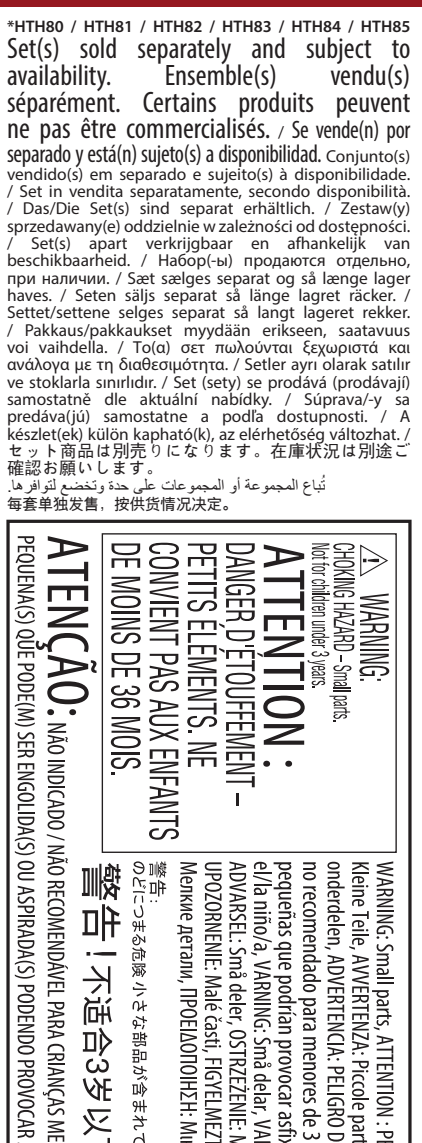 *HTH80 / HTH81 / HTH82 / HTH83 / HTH84 / HTH85
Set(s) sold separately and subject to
availability. Ensemble(s) vendu(s)
séparément. Certains produits peuvent
ne pas être commercialisés. / Se vende(n) por
separado y está(n) sujeto(s) a disponibilidad. Conjunto(s)
vendido(s) em separado e sujeito(s) à disponibilidade.
/ Set in vendita separatamente, secondo disponibilità.
/ Das/Die Set(s) sind separat erhältlich. / Zestaw(y)
sprzedawany(e) oddzielnie w zależności od dostępności.
/ Set(s) apart verkrijgbaar en afhankelijk van
beschikbaarheid. / Набор(-ы) продаются отдельно,
при наличии. / Sæt sælges separat og så længe lager
haves. / Seten säljs separat så länge lagret räcker. /
Settet/settene selges separat så langt lageret rekker.
/ Pakkaus/pakkaukset myydään erikseen, saatavuus
voi vaihdella. / Το(α) σετ πωλούνται ξεχωριστά και
ανάλογα με τη διαθεσιμότητα. / Setler ayrı olarak satılır
ve stoklarla sınırlıdır. / Set (sety) se prodává (prodávají)
samostatně dle aktuální nabídky. / Súprava/-y sa
predáva(jú) samostatne a podľa dostupnosti. / A
készlet(ek) külön kapható(k), az elérhetőség változhat. /
セット商品は別売りになります。在庫状況は別途ご
確認お願いします。
تُباع المجموعة أو المجموعات على حدة وتخضع لتوافرها.
每套单独发售，按供货情况决定。
⚠ WARNING:
CHOKING HAZARD – Small parts.
Not for children under 3 years.
ATTENTION :
DANGER D'ÉTOUFFEMENT –
PETITS ÉLÉMENTS. NE
CONVIENT PAS AUX ENFANTS
DE MOINS DE 36 MOIS.
WARNING: Small parts, ATTENTION :
Kleine Teile, AVVERTENZA: Piccole
onderdelen, ADVERTENCIA: PELIGRO
no recomendado para menores de 3
pequeñas que podrían provocar
el/la niño/a, VARNING: Små delar,
ADVARSEL: Små deler, OSTRZEŻENIE:
UPOZORNENIE: Malé časti,
Мелкие детали, ΠΡΟΕΙΔΟΠΟΙΗΣΗ:
警告:
のどにつまる危険 小さな部品が含まれて
警告！不适合3岁以
ATENÇÃO: NÃO INDICADO / NÃO RECOMENDÁVEL PARA CRIANÇAS
PEQUENA(S) QUE PODE(M) SER ENGOLIDA(S) OU ASPIRADA(S) PODENDO PROVOCAR